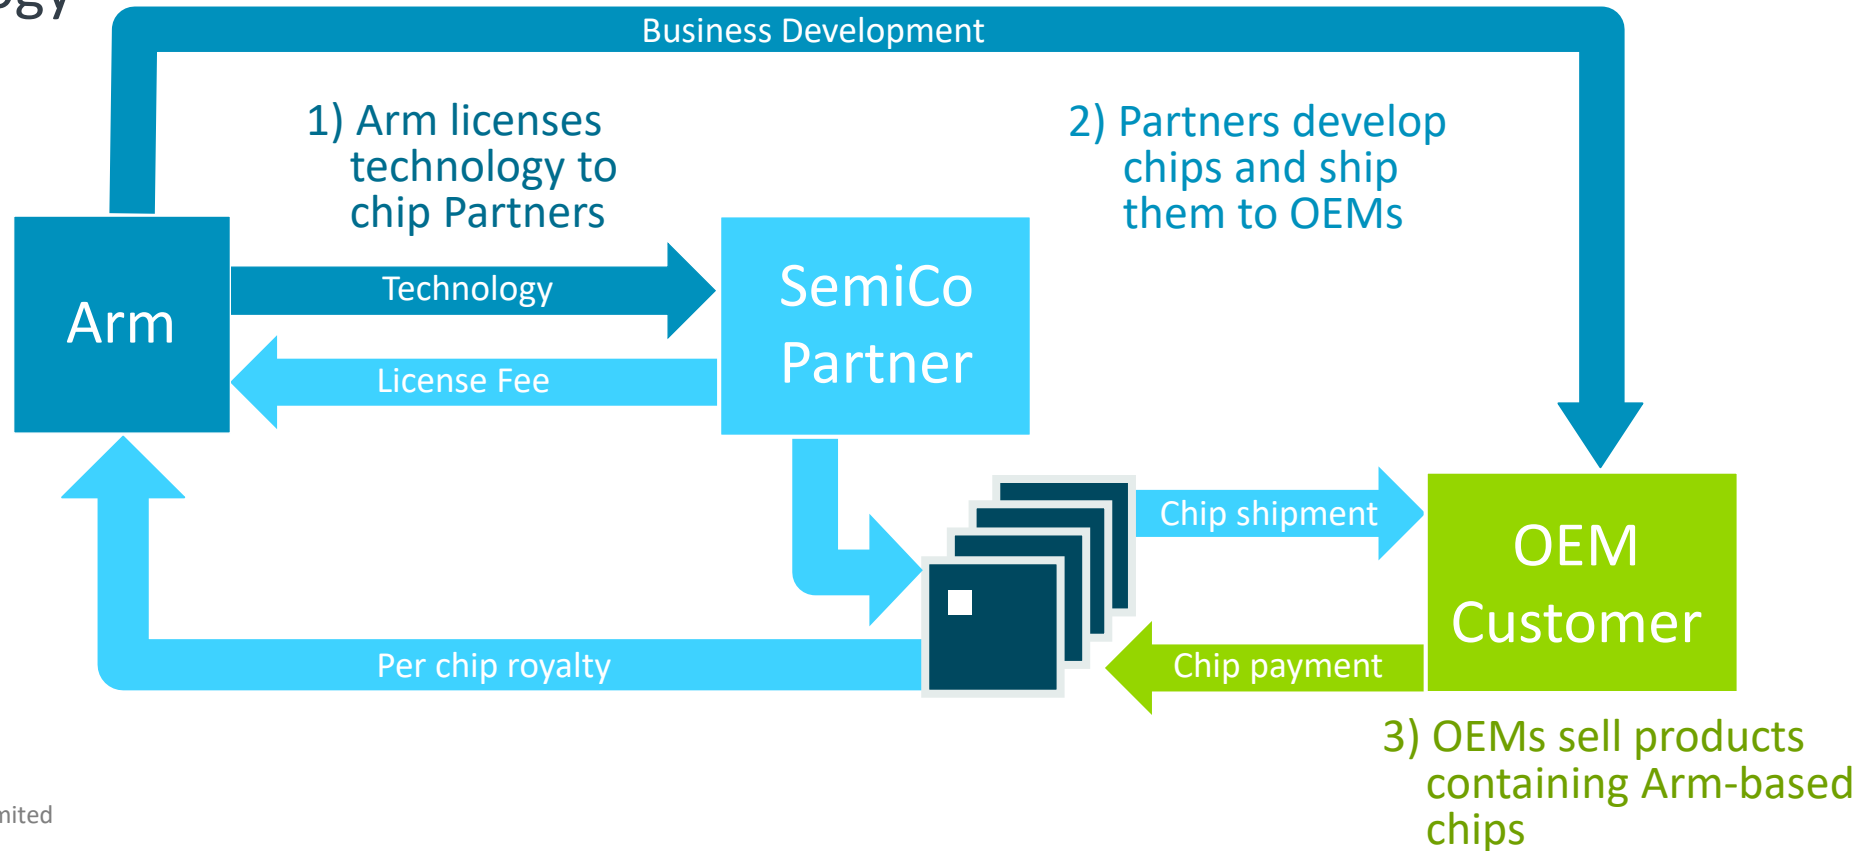 Business Development
1) Arm licenses
technology to
chip Partners
2) Partners develop
chips and ship
them to OEMs
Arm
Technology
License Fee
SemiCo
Partner
Chip shipment
OEM
Customer
Per chip royalty
Chip payment
3) OEMs sell products
containing Arm-based
chips